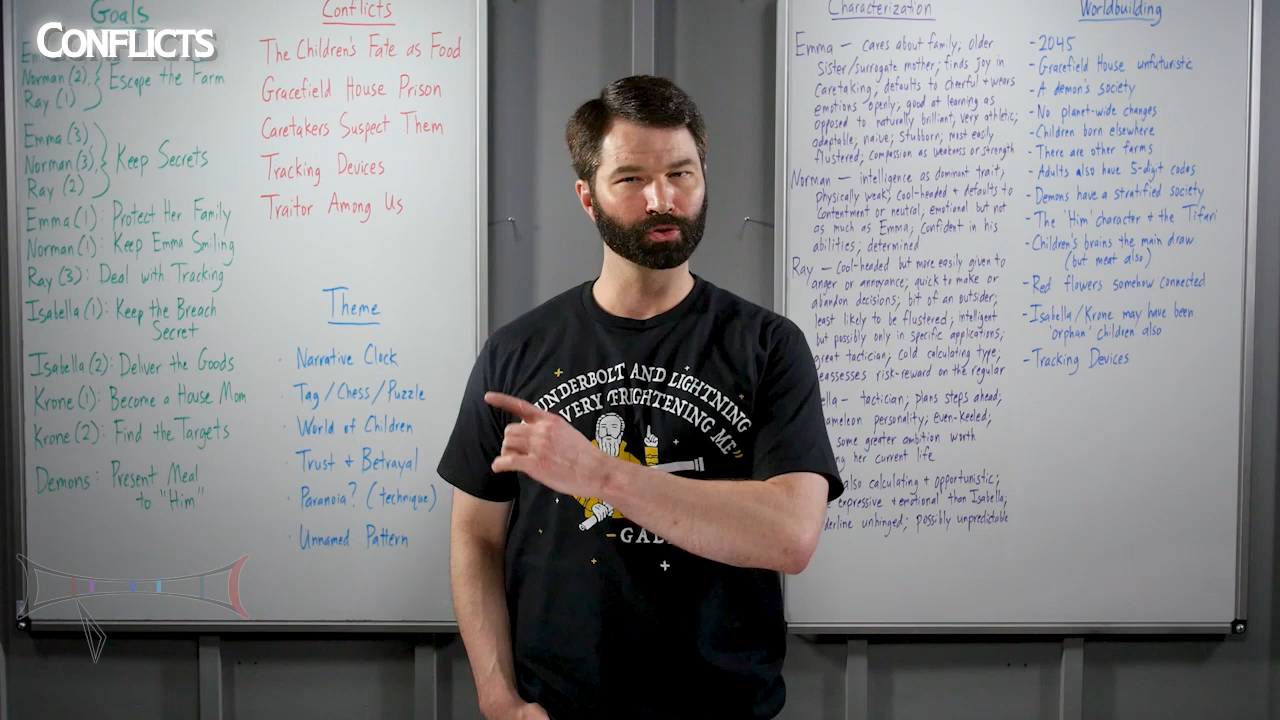 Goals
CONFLICTS
Norman (2),
Ray (1)
Escape the Farm
Emma (3)
Norman (3),
Ray (2)
Keep Secrets
Emma (1): Protect Her Family
Norman (1): Keep Emma Smiling
Ray (3): Deal with Tracking
Isabella (1): Keep the Breach
Secret
Isabella (2): Deliver the Goods
Krone (1): Become a House Mom
Krone (2): Find the Targets
Demons: Present Meal
to "Him"
Conflicts
The Children's Fate as Food
Gracefield House Prison
Caretakers Suspect Them
Tracking Devices
Traitor Among Us
Theme
· Narrative Clock
· Tag/Chess/Puzzle
· World of Children
· Trust + Betrayal
· Paranoia? (technique)
· Unnamed Pattern
UNDERBOLT AND LIGHTNING
VERY FRIGHTENING ME"
Characterization
Emma — cares about family; older
sister/surrogate mother; finds joy in
caretaking; defaults to cheerful + wears
emotions openly; good at learning as
opposed to naturally brilliant; very athletic;
adaptable; naive; stubborn; most easily
flustered; compassion as weakness or strength
Norman — intelligence as dominant trait;
physically weak; cool-headed + defaults to
contentment or neutral; emotional but not
as much as Emma; confident in his
abilities; determined
Ray — cool-headed but more easily given to
anger or annoyance; quick to make or
abandon decisions; bit of an outsider;
least likely to be flustered; intelligent
but possibly only in specific applications;
great tactician; cold calculating type;
reassesses risk-reward on the regular
ella — tactician; plans steps ahead;
ameleon personality; even-keeled;
some greater ambition worth
ng her current life
also calculating + opportunistic;
expressive + emotional than Isabella;
derline unhinged; possibly unpredictable
Worldbuilding
- 2045
- Gracefield House unfuturistic
- A demon's society
- No planet-wide changes
- Children born elsewhere
- There are other farms
- Adults also have 5-digit codes
- Demons have a stratified society
- The 'Him' character + the Tifari
- Children's brains the main draw
(but meat also)
- Red flowers somehow connected
- Isabella/Krone may have been
'orphan' children also
- Tracking Devices